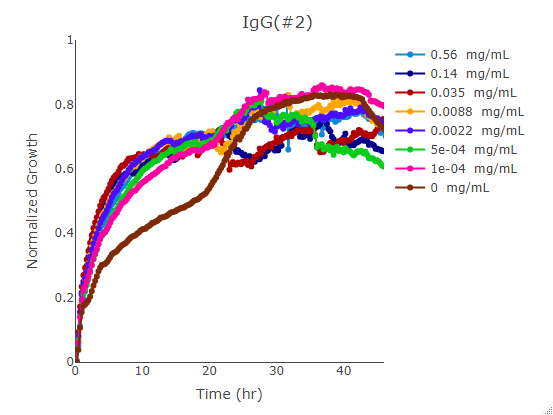 IgG(#2)
1
0.8
0.6
0.4
0.2
0
0
10
20
30
40
Normalized Growth
Time (hr)
0.56 mg/mL
0.14 mg/mL
0.035 mg/mL
0.0088 mg/mL
0.0022 mg/mL
5e-04 mg/mL
1e-04 mg/mL
0 mg/mL